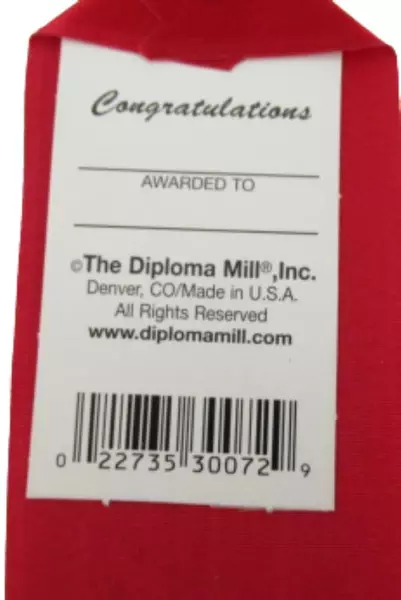 Congratulations
AWARDED TO
©The Diploma Mill®,Inc.
Denver, CO/Made in U.S.A.
All Rights Reserved
www.diplomamill.com
0 22735 30072 9